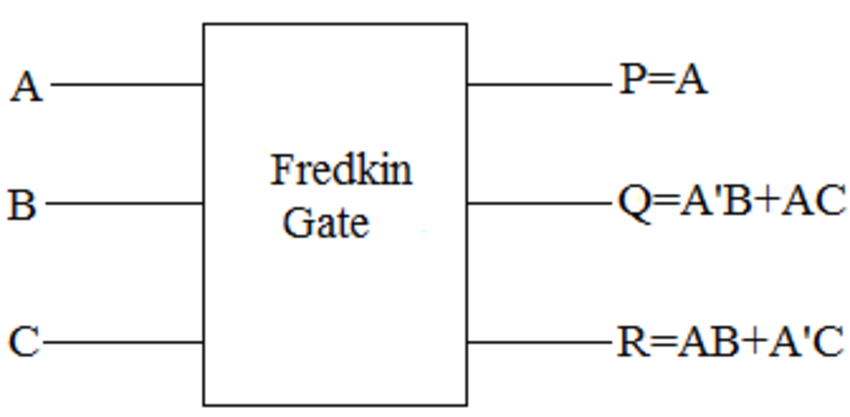 A
P=A
Fredkin
Gate
B
Q=A'B+AC
C
R=AB+A'C